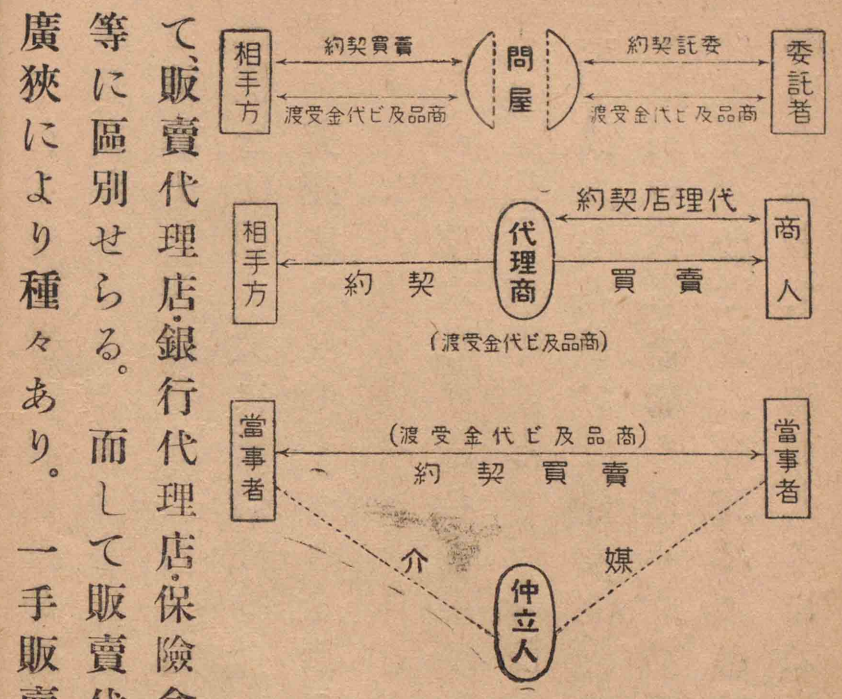 委託者
委託契約
商品及ビ代金受渡
問屋
賣買契約
商品及ビ代金受渡
相手方
商人
代理店契約
賣買
代理商
契約
相手方
(商品及ビ代金受渡)
當事者
(商品及ビ代金受渡)
賣買契約
當事者
媒介
仲立人
て、販賣代理店・銀行代理店・保險
等に區別せらる。而して販賣代
廣狹により種々あり。一手販賣